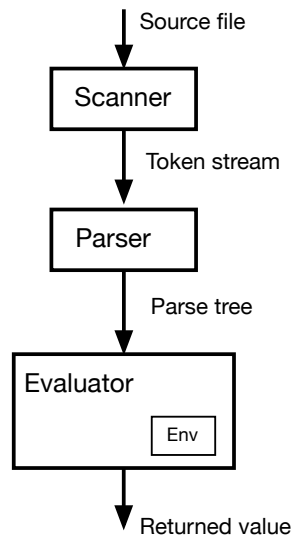 Source file
Scanner
Token stream
Parser
Parse tree
Evaluator
Env
Returned value